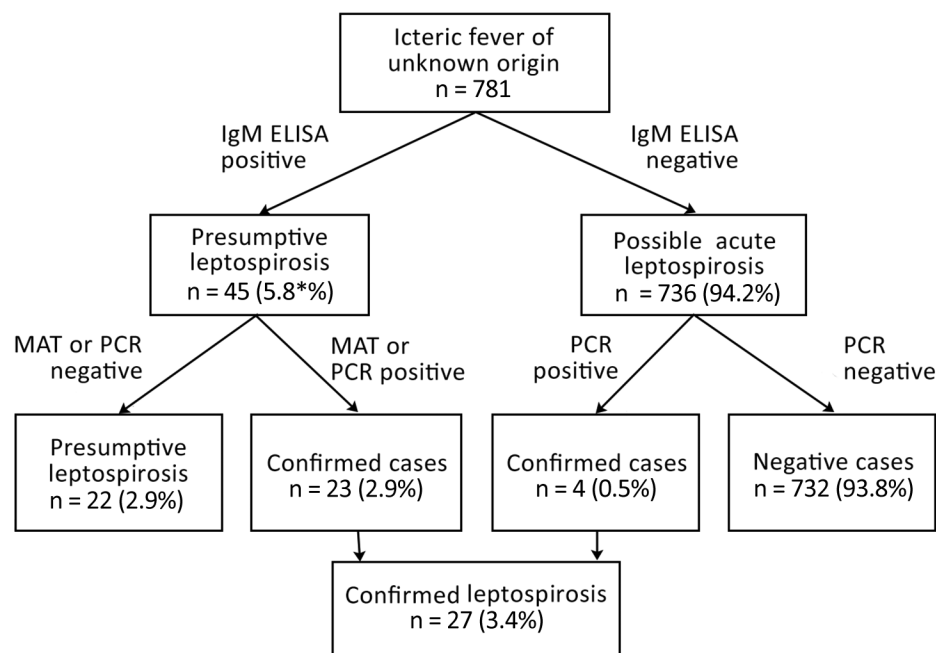 Icteric fever of
unknown origin
n = 781
IgM ELISA
positive
IgM ELISA
negative
Presumptive
leptospirosis
n = 45 (5.8*%)
Possible acute
leptospirosis
n = 736 (94.2%)
MAT or PCR
negative
MAT or
PCR positive
PCR
positive
PCR
negative
Presumptive
leptospirosis
n = 22 (2.9%)
Confirmed cases
n = 23 (2.9%)
Confirmed cases
n = 4 (0.5%)
Negative cases
n = 732 (93.8%)
Confirmed leptospirosis
n = 27 (3.4%)